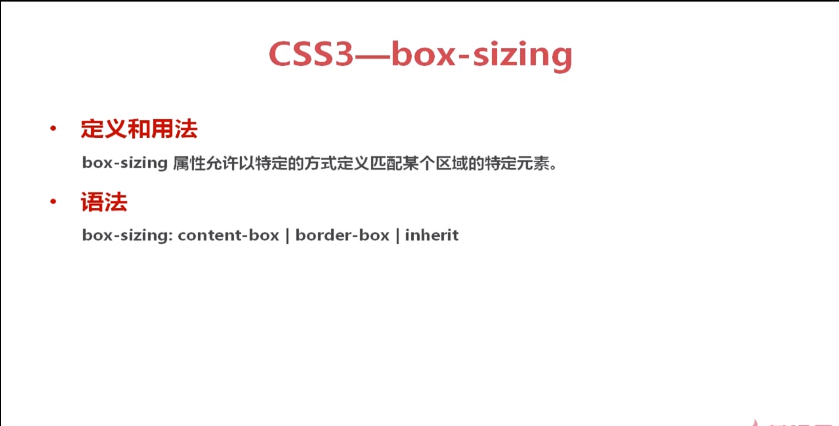 CSS3—box-sizing
• 定义和用法
box-sizing 属性允许以特定的方式定义匹配某个区域的特定元素。
• 语法
box-sizing: content-box | border-box | inherit